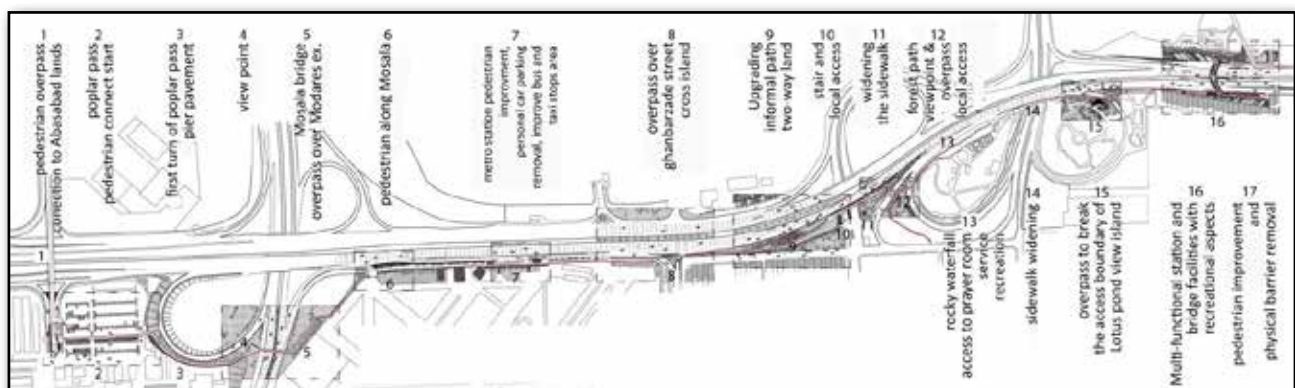 1
pedestrian overpass
conection to Abasabad lands
2
poplar pass
pedestrian connect start
3
first turn of poplar pass
pier pavement
4
view point
5
Mosala bridge
overpass over Modares ex.
6
pedestrian along Mosala
7
metro station pedestrian
improvment,
personal car parking
removal, improve bus and
taxi stops area
8
overpass over
ghanbarzade street
cross island
9
Upgrading
informal path
two-way land
10
stair and
local access
11
widening
the sidewalk
12
forest path
viewpoint &
overpass
local access
13
rocky waterfall
access to prayer room
service
recreation
14
sidewalk widening
15
overpass to break
the access boundary of
Lotus pond view island
16
Multi-functional station and
bridge facilities with
recreational aspects
17
pedestrian improvement
and
physical barrier removal
1
2
2
3
4
5
6
7
8
9
10
12
13
14
15
16
17